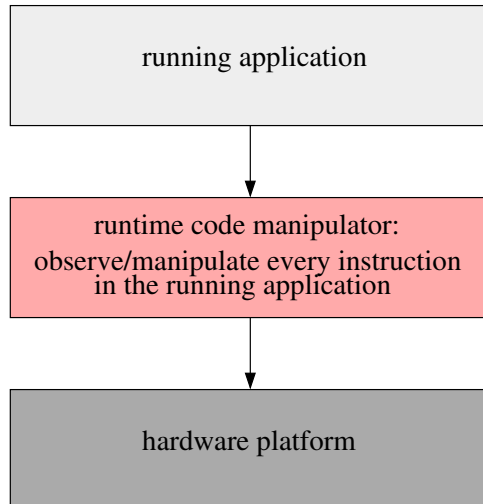 running application
runtime code manipulator:
observe/manipulate every instruction
in the running application
hardware platform